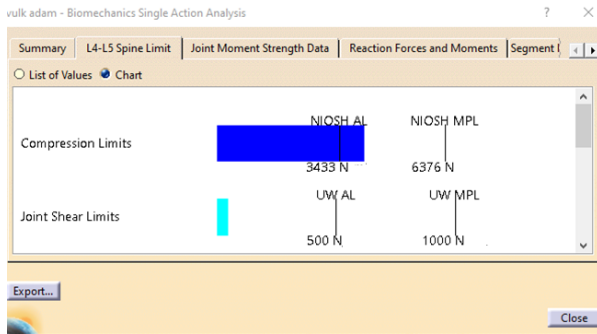 vulk adam - Biomechanics Single Action Analysis ? ×
Summary L4-L5 Spine Limit Joint Moment Strength Data Reaction Forces and Moments Segment
List of Values Chart
NIOSH AL NIOSH MPL
Compression Limits
3433 N 6376 N
UW AL UW MPL
Joint Shear Limits
500 N 1000 N
Export...
Close